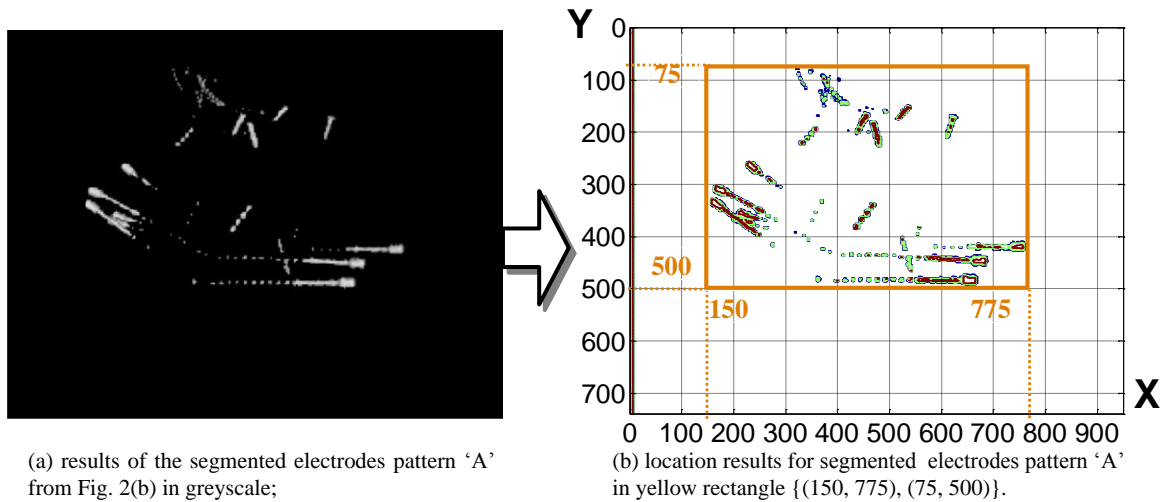 Y
0
100
200
300
400
500
600
700
75
500
150
775
X
0 100 200 300 400 500 600 700 800 900
(a) results of the segmented electrodes pattern ‘A’
from Fig. 2(b) in greyscale;
(b) location results for segmented electrodes pattern ‘A’
in yellow rectangle {(150, 775), (75, 500)}.